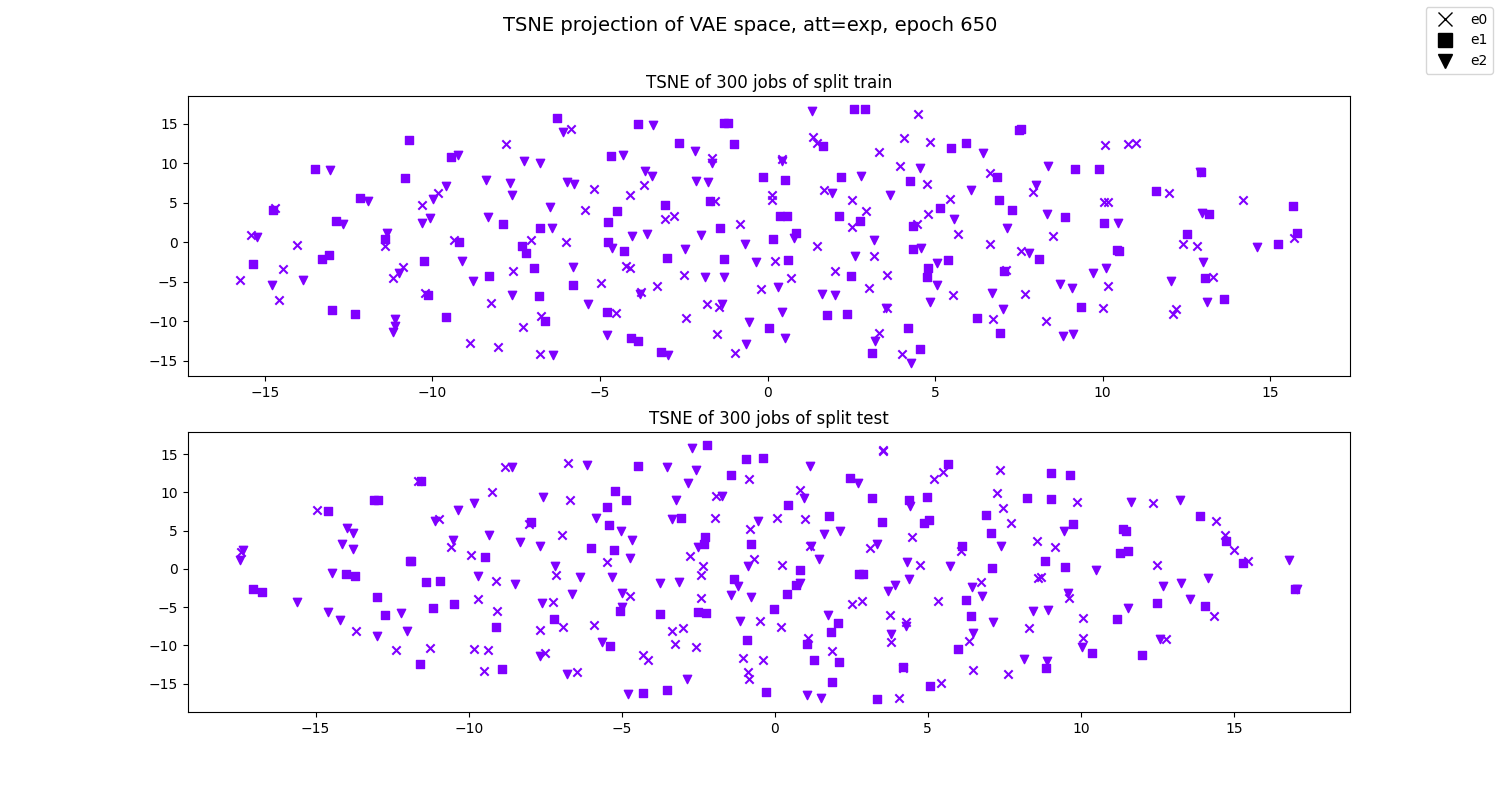 TSNE projection of VAE space, att=exp, epoch 650
e0
e1
e2
TSNE of 300 jobs of split train
15
10
5
0
−5
−10
−15
−15 −10 −5 0 5 10 15
TSNE of 300 jobs of split test
15
10
5
0
−5
−10
−15
−15 −10 −5 0 5 10 15